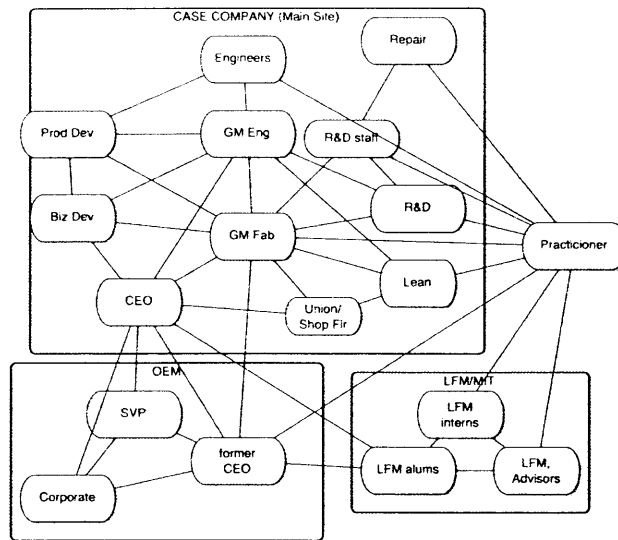 CASE COMPANY (Main Site)
Engineers
Repair
Prod Dev
GM Eng
R&D staff
Biz Dev
R&D
GM Fab
Practicioner
CEO
Lean
Union/
Shop Flr
OEM
LFM/MIT
SVP
LFM
interns
former
CEO
LFM alums
LFM,
Advisors
Corporate